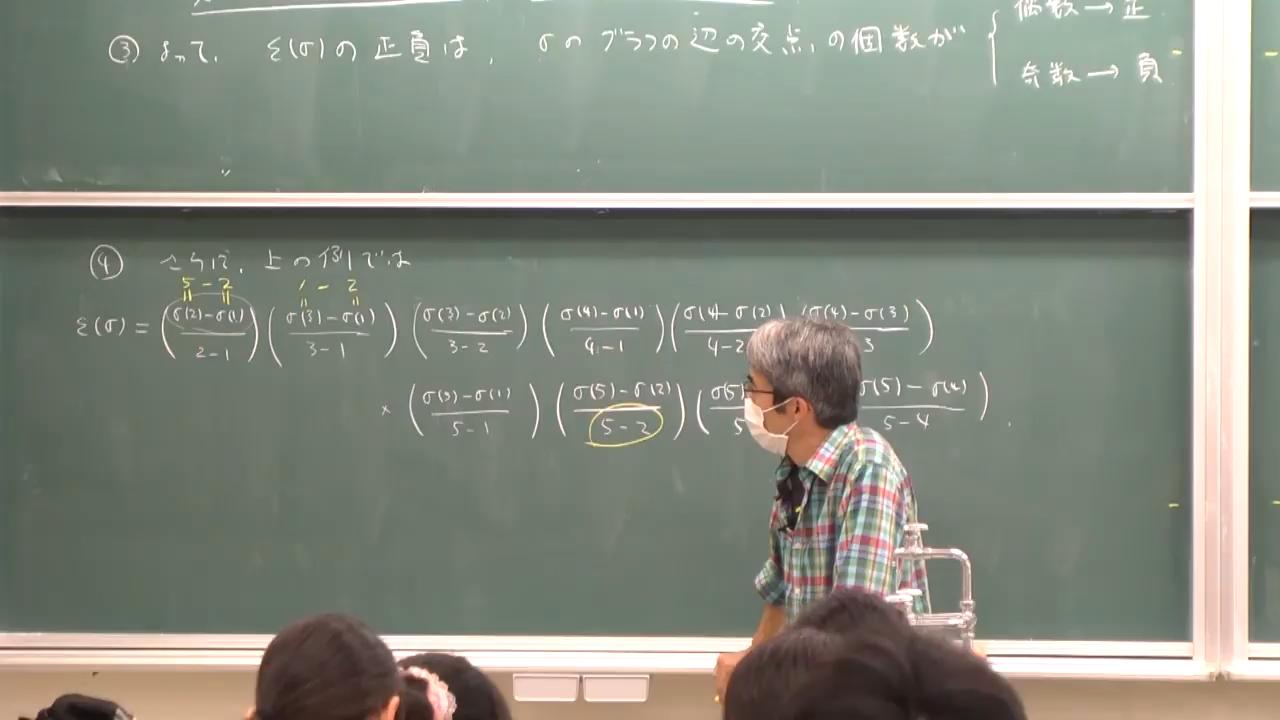 ③ よって、 ε(σ)の正負は、 σのグラフの辺の交点の個数が { 偶数→正
奇数→負
④ さらに、上の例では
5-2 1-2
ε(σ) = ((σ(2)-σ(1))/(2-1)) ((σ(3)-σ(1))/(3-1)) ((σ(3)-σ(2))/(3-2)) ((σ(4)-σ(1))/(4-1)) ((σ(4)-σ(2))/(4-2 (σ(4)-σ(3))/3)
× ((σ(5)-σ(1))/(5-1)) ((σ(5)-σ(2))/(5-2)) (σ(5) 5 σ(5)-σ(4))/(5-4)).